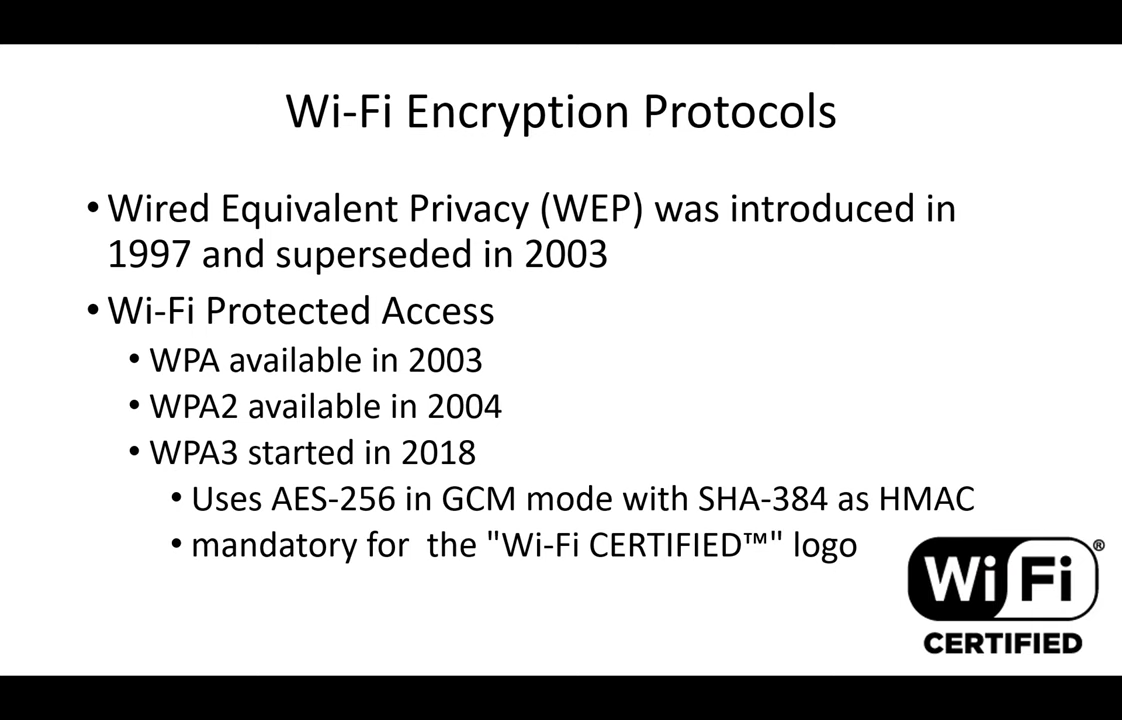 Wi-Fi Encryption Protocols
• Wired Equivalent Privacy (WEP) was introduced in
1997 and superseded in 2003
• Wi-Fi Protected Access
• WPA available in 2003
• WPA2 available in 2004
• WPA3 started in 2018
• Uses AES-256 in GCM mode with SHA-384 as HMAC
• mandatory for  the "Wi-Fi CERTIFIED™" logo
Wi Fi ®
CERTIFIED